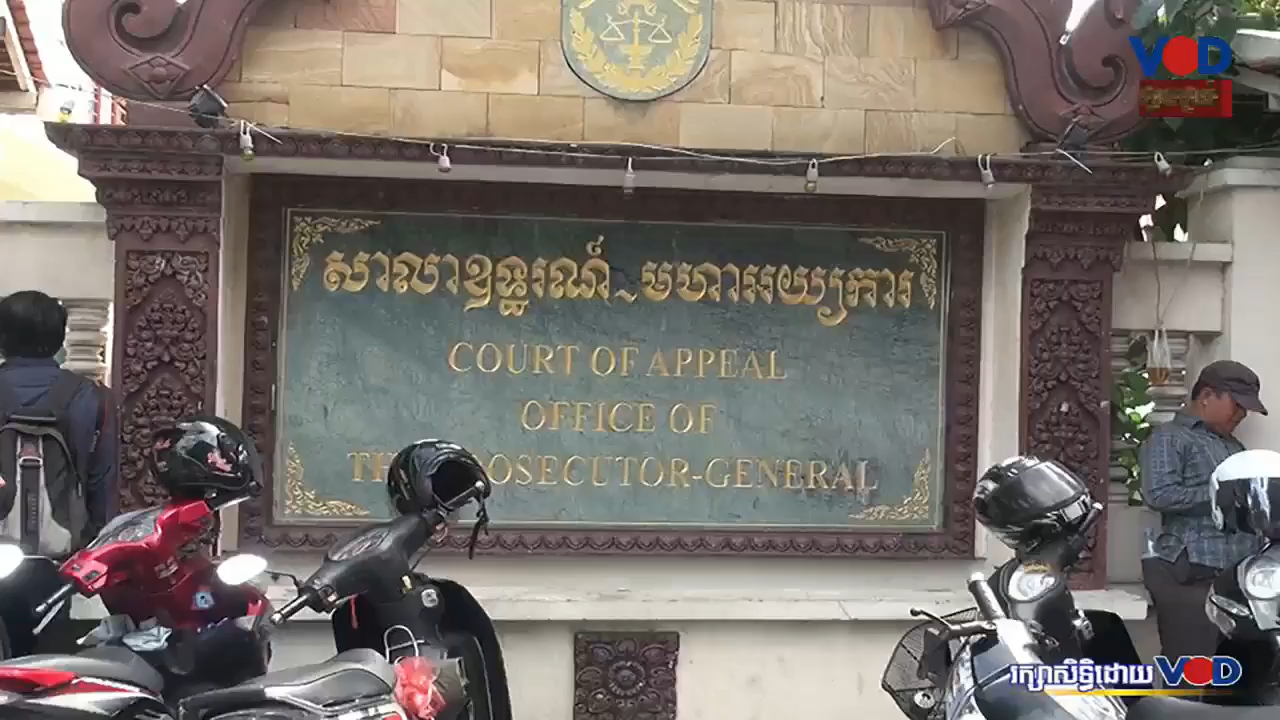 VOD
សាលាឧទ្ធរណ៍_មហាអយ្យការ
COURT OF APPEAL
OFFICE OF
THE PROSECUTOR-GENERAL
រក្សាសិទ្ធិដោយ VOD